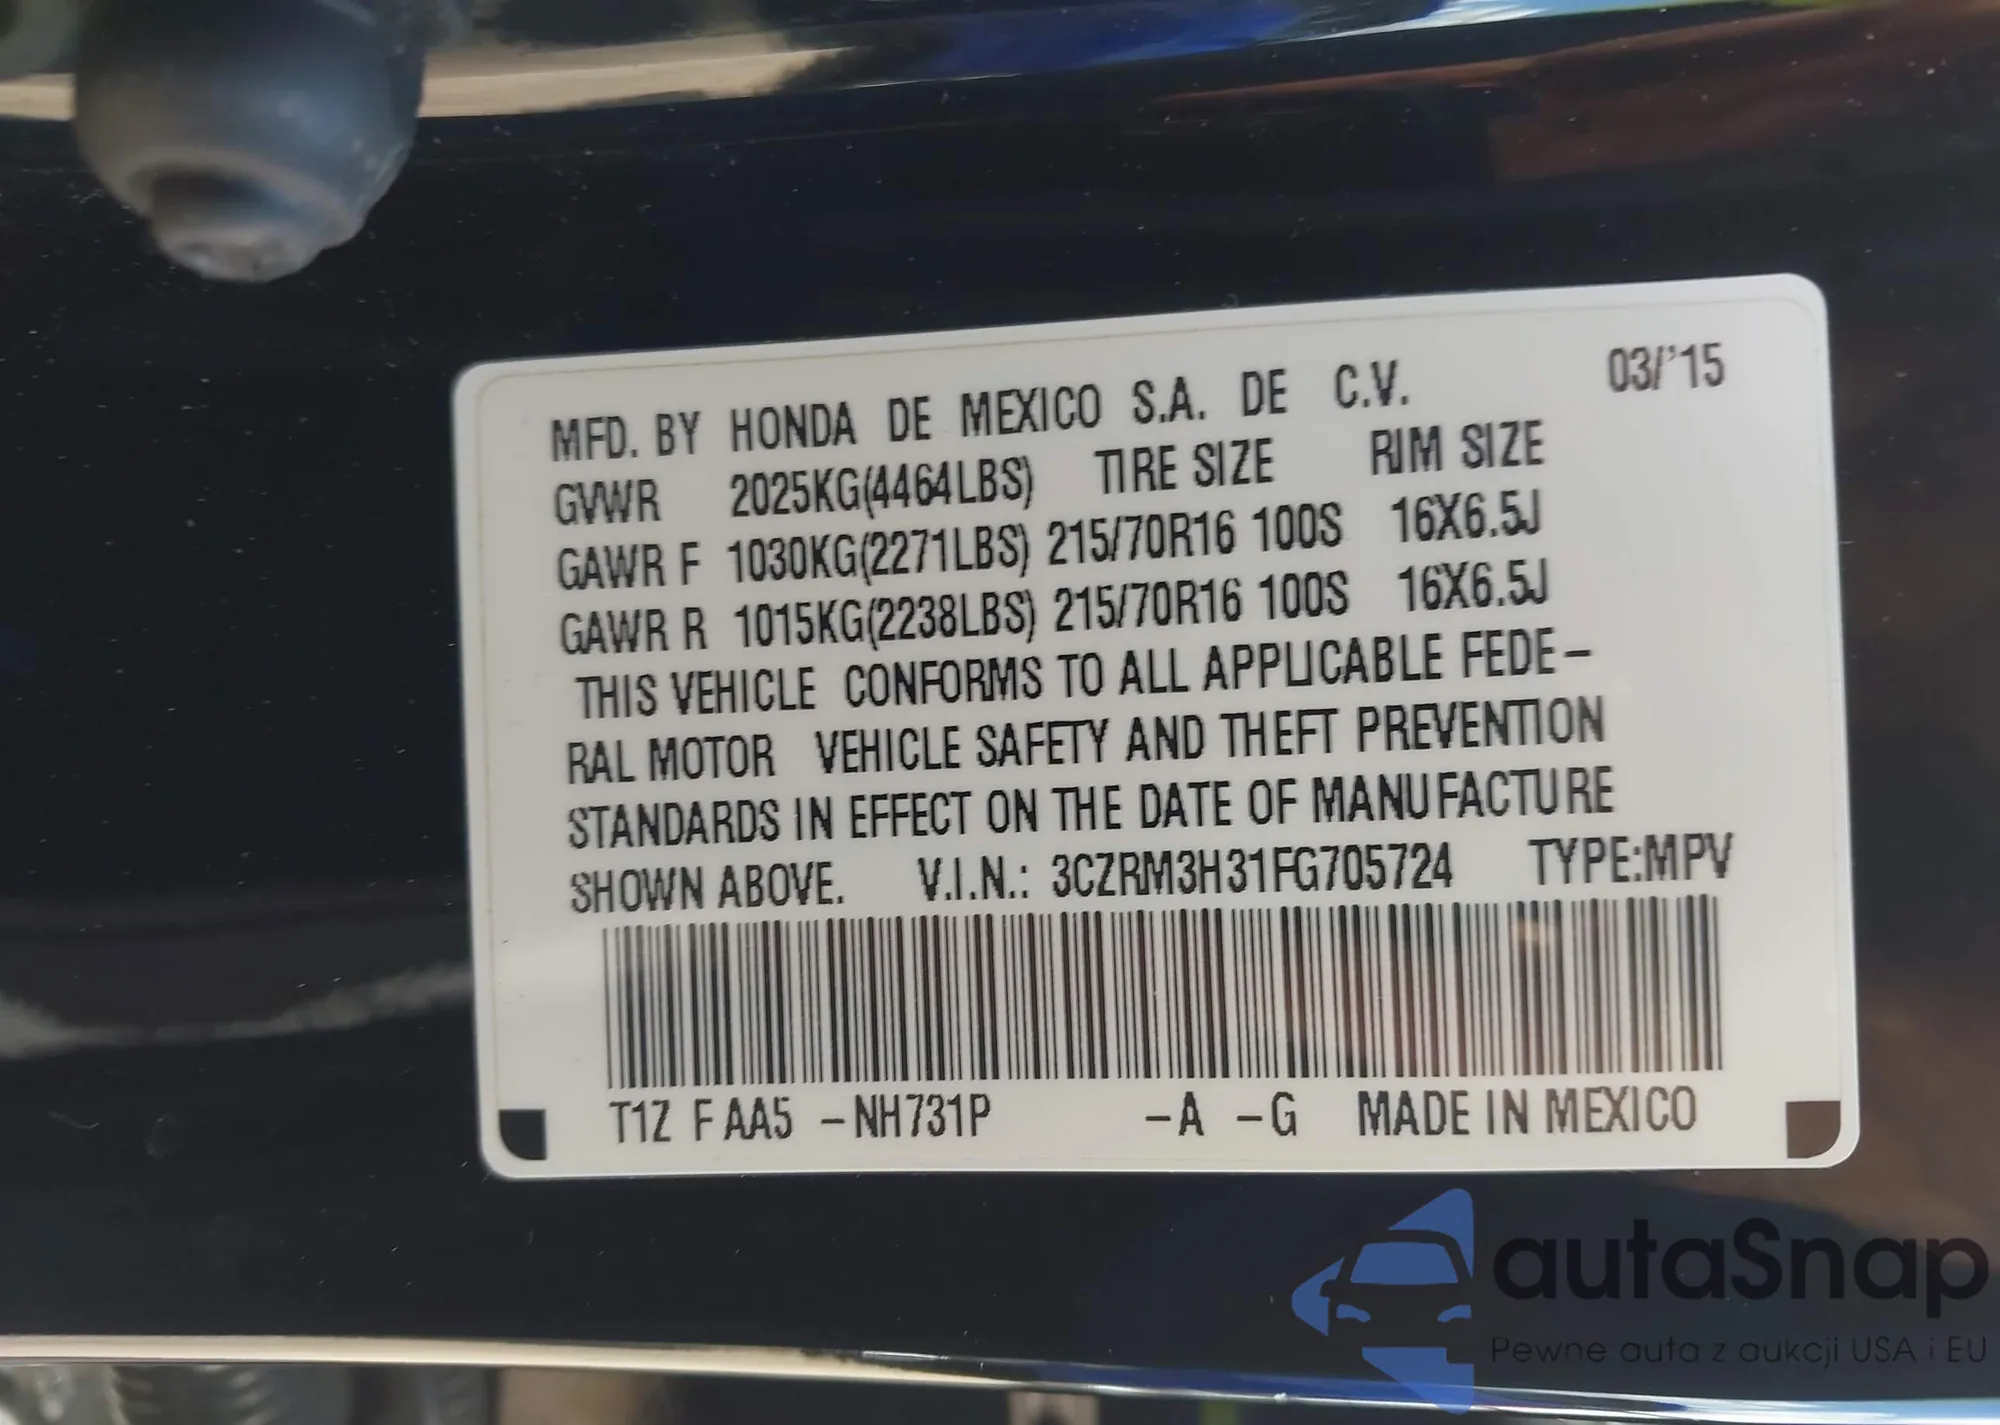 MFD. BY HONDA DE MEXICO S.A. DE C.V. 03/'15
GVWR 2025KG(4464LBS) TIRE SIZE RIM SIZE
GAWR F 1030KG(2271LBS) 215/70R16 100S 16X6.5J
GAWR R 1015KG(2238LBS) 215/70R16 100S 16X6.5J
THIS VEHICLE CONFORMS TO ALL APPLICABLE FEDE-
RAL MOTOR VEHICLE SAFETY AND THEFT PREVENTION
STANDARDS IN EFFECT ON THE DATE OF MANUFACTURE
SHOWN ABOVE. V.I.N.: 3CZRM3H31FG705724 TYPE:MPV
T1Z F AA5 -NH731P -A -G MADE IN MEXICO
autaSnap
Pewne auta z aukcji USA i EU